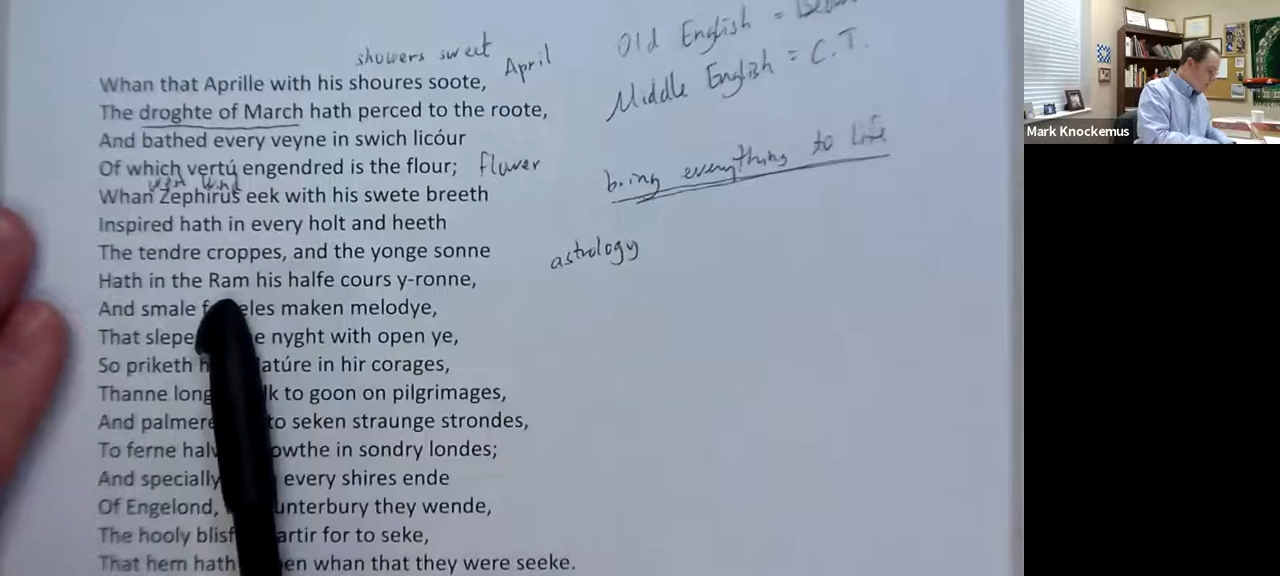 showers sweet
Old English =
April
Middle English = C.T.
Whan that Aprille with his shoures soote,
The droghte of March hath perced to the roote,
And bathed every veyne in swich licóur
Of which vertú engendred is the flour; flower
bring everything to life
Whan Zephirus eek with his swete breeth
Inspired hath in every holt and heeth
The tendre croppes, and the yonge sonne
astrology
Hath in the Ram his halfe cours y-ronne,
And smale eles maken melodye,
That slepe nyght with open ye,
So priketh atúre in hir corages,
Thanne long k to goon on pilgrimages,
And palmere to seken straunge strondes,
To ferne hal owthe in sondry londes;
And specially every shires ende
Of Engelond, unterbury they wende,
The hooly blisf artir for to seke,
That hem hath en whan that they were seeke.
Mark Knockemus